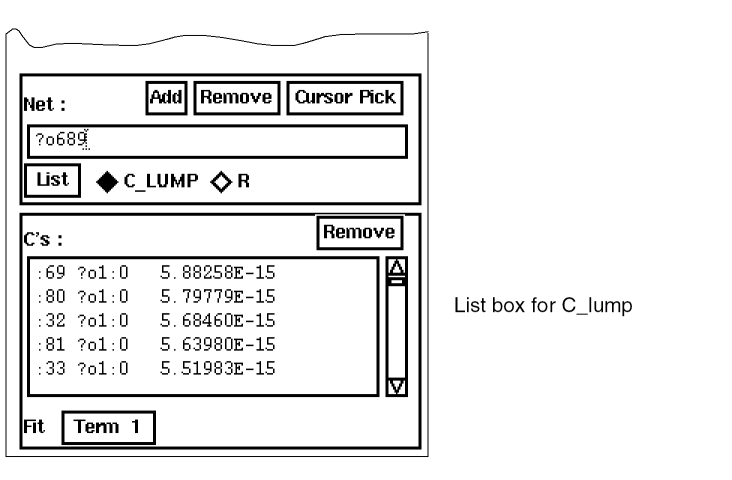 Net : Add Remove Cursor Pick
?o689
List C_LUMP R
C's : Remove
:69 ?o1:0 5.88258E-15
:80 ?o1:0 5.79779E-15
:32 ?o1:0 5.68460E-15
:81 ?o1:0 5.63980E-15
:33 ?o1:0 5.51983E-15
List box for C_lump
Fit Term 1